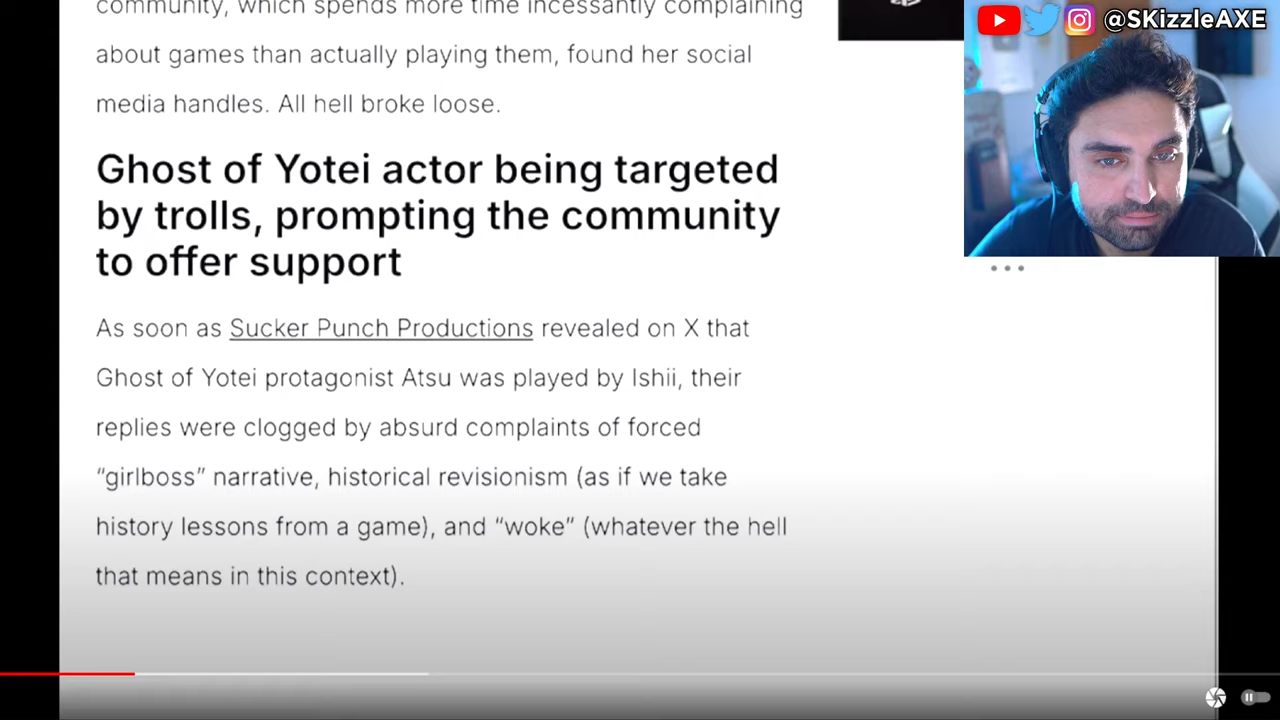 community, which spends more time incessantly complaining
about games than actually playing them, found her social
media handles. All hell broke loose.
Ghost of Yotei actor being targeted
by trolls, prompting the community
to offer support
As soon as Sucker Punch Productions revealed on X that
Ghost of Yotei protagonist Atsu was played by Ishii, their
replies were clogged by absurd complaints of forced
“girlboss” narrative, historical revisionism (as if we take
history lessons from a game), and “woke” (whatever the hell
that means in this context).
@SKizzleAXE